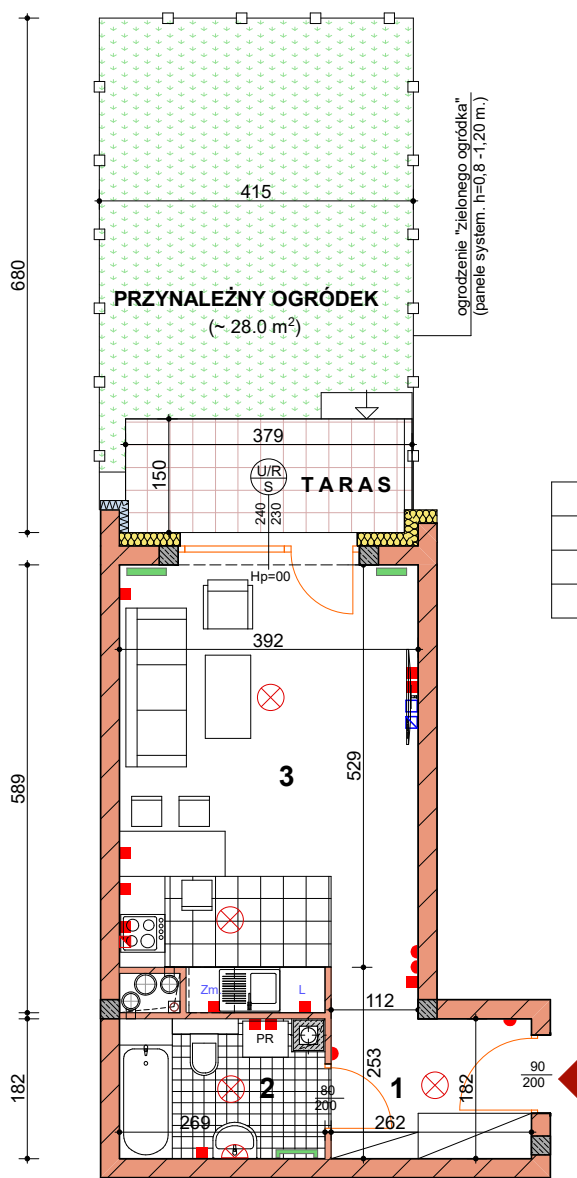 680
415
PRZYNALEŻNY OGRÓDEK
(~ 28.0 m²)
ogrodzenie "zielonego ogródka"
(panele system. h=0,8 -1,20 m.)
379
150
U/R
S
TARAS
240
230
Hp=00
392
589
3
529
Zm.
L
112
PR
253
182
182
2
80
200
1
90
200
269
262